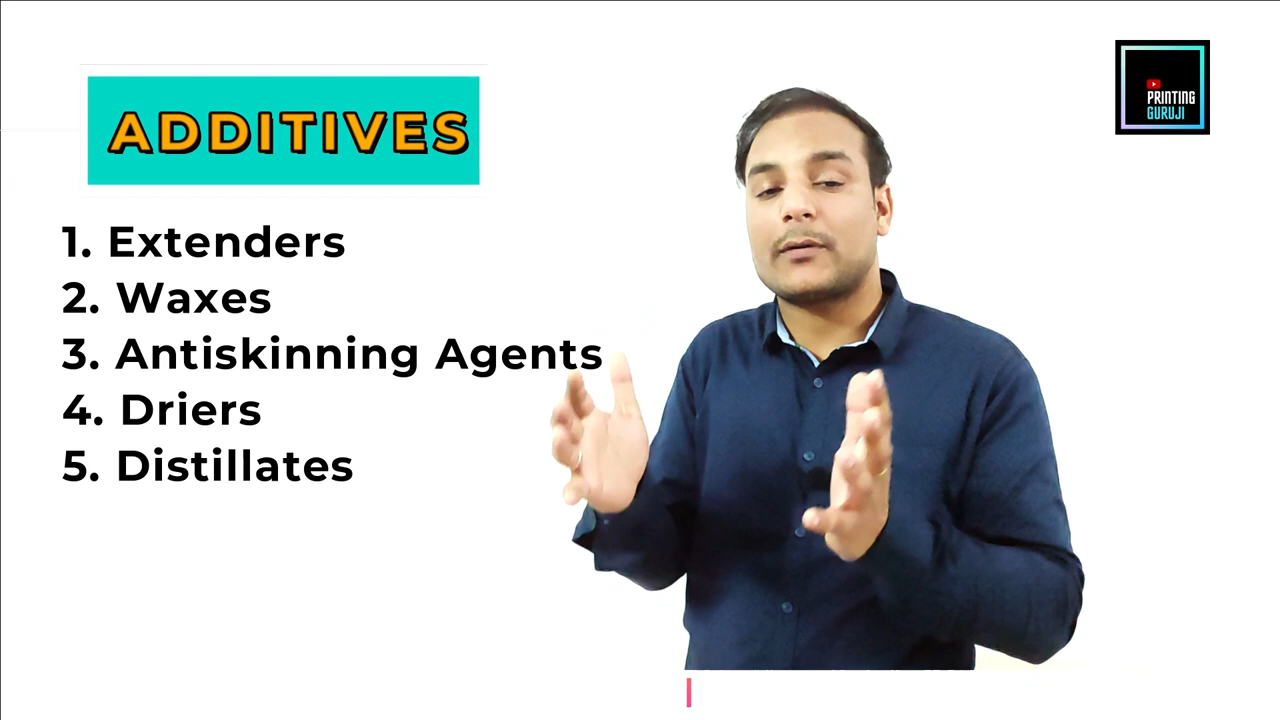 ADDITIVES
1. Extenders
2. Waxes
3. Antiskinning Agents
4. Driers
5. Distillates
PRINTING
GURUJI